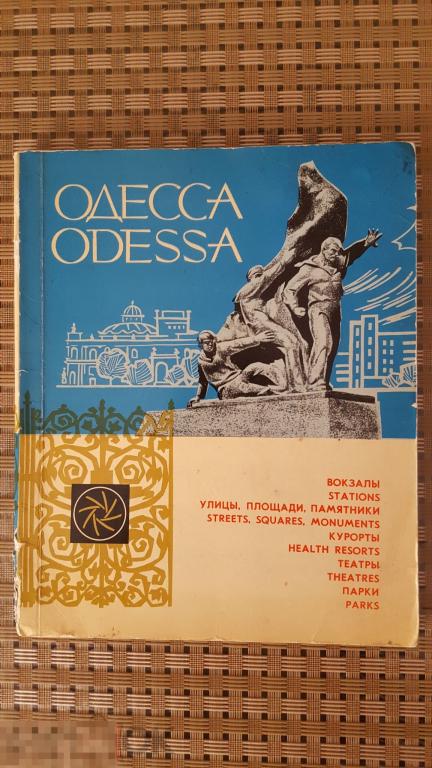 ОДЕССА
ODESSA
ВОКЗАЛЫ
STATIONS
УЛИЦЫ, ПЛОЩАДИ, ПАМЯТНИКИ
STREETS, SQUARES, MONUMENTS
КУРОРТЫ
HEALTH RESORTS
ТЕАТРЫ
THEATRES
ПАРКИ
PARKS